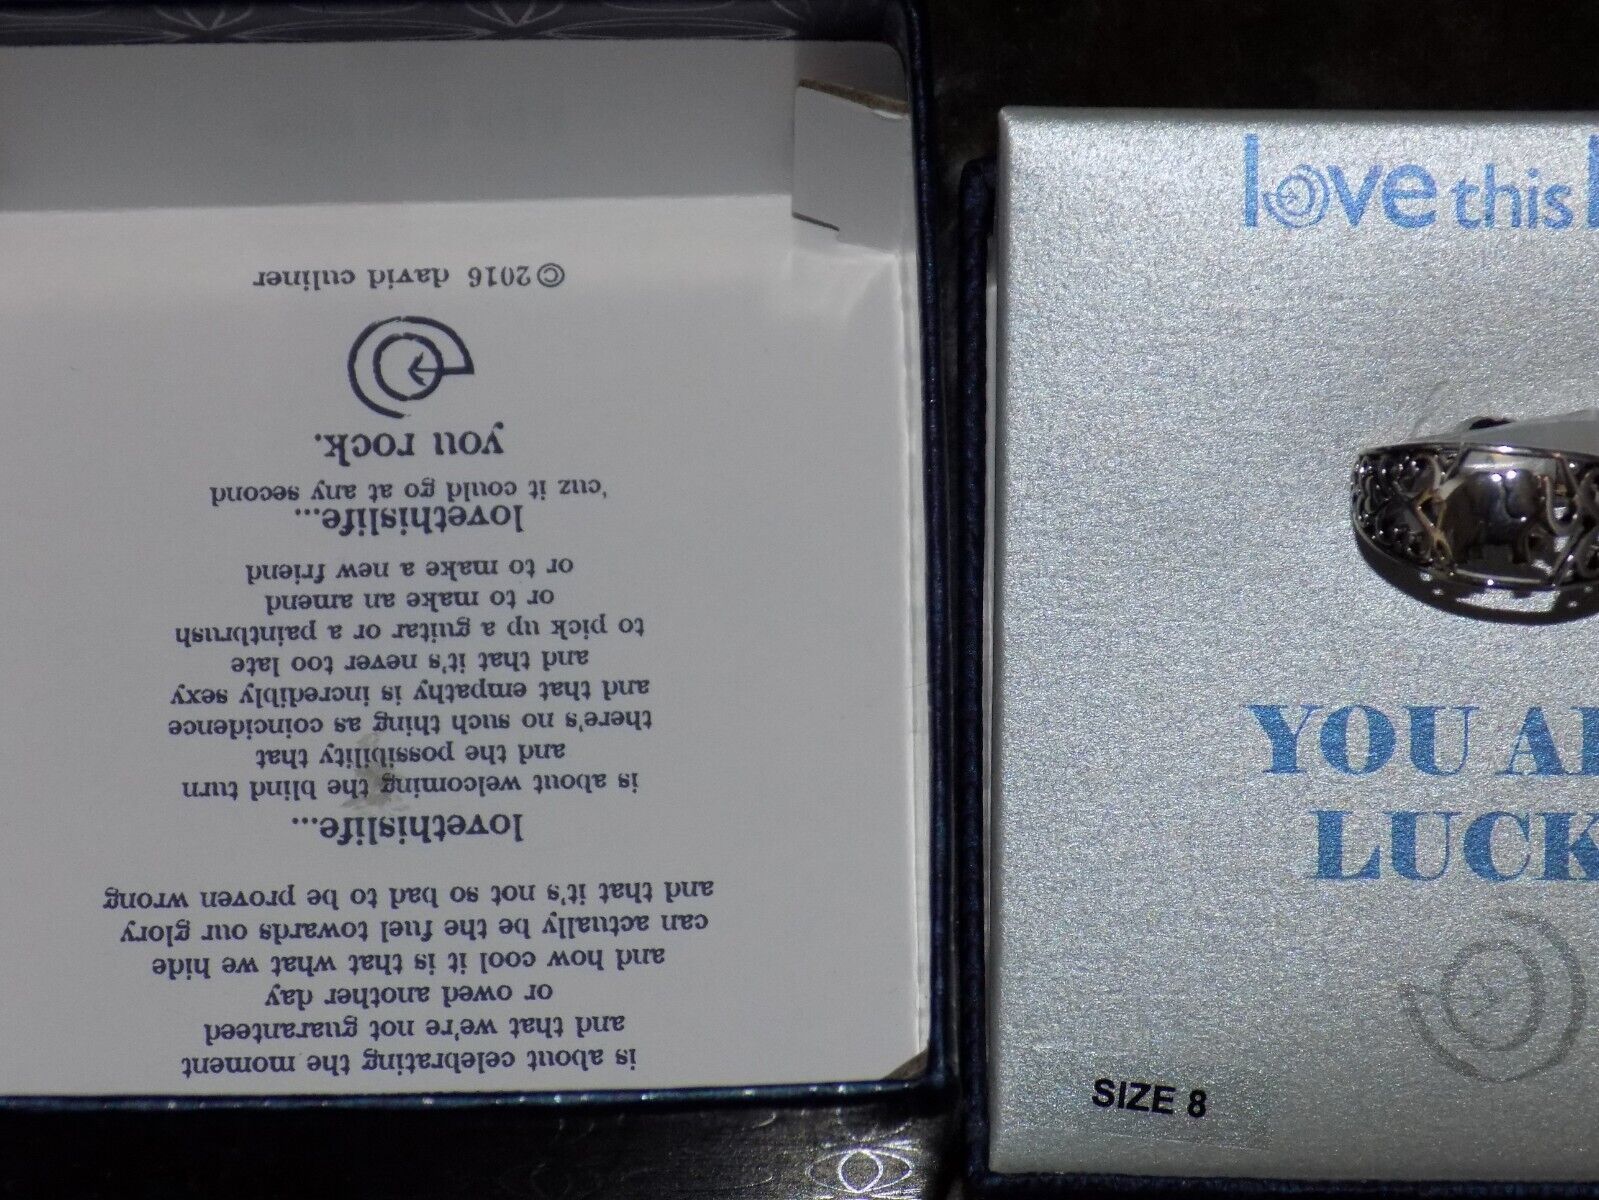 is about celebrating the moment
and that we're not guaranteed
or owed another day
and how cool it is that what we hide
can actually be the fuel towards our glory
and that it's not so bad to be proven wrong
lovethislife...
is about welcoming the blind turn
and the possibility that
there's no such thing as coincidence
and that empathy is incredibly sexy
and that it's never too late
to pick up a guitar or a paintbrush
or to make an amend
or to make a new friend
lovethislife...
'cuz it could go at any second
you rock.
©2016 david culiner
love this
YOU
LUCK
SIZE 8